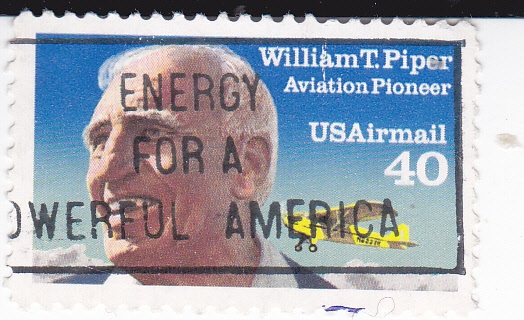 William T. Piper
Aviation Pioneer
USAirmail
40
ENERGY
FOR A
OWERFUL AMERICA